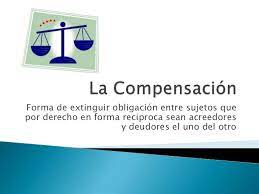 La Compensación
Forma de extinguir obligación entre sujetos que
por derecho en forma reciproca sean acreedores
y deudores el uno del otro